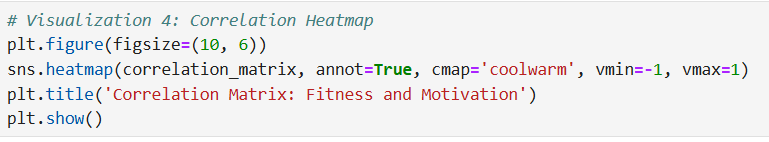 # Visualization 4: Correlation Heatmap
plt.figure(figsize=(10, 6))
sns.heatmap(correlation_matrix, annot=True, cmap='coolwarm', vmin=-1, vmax=1)
plt.title('Correlation Matrix: Fitness and Motivation')
plt.show()